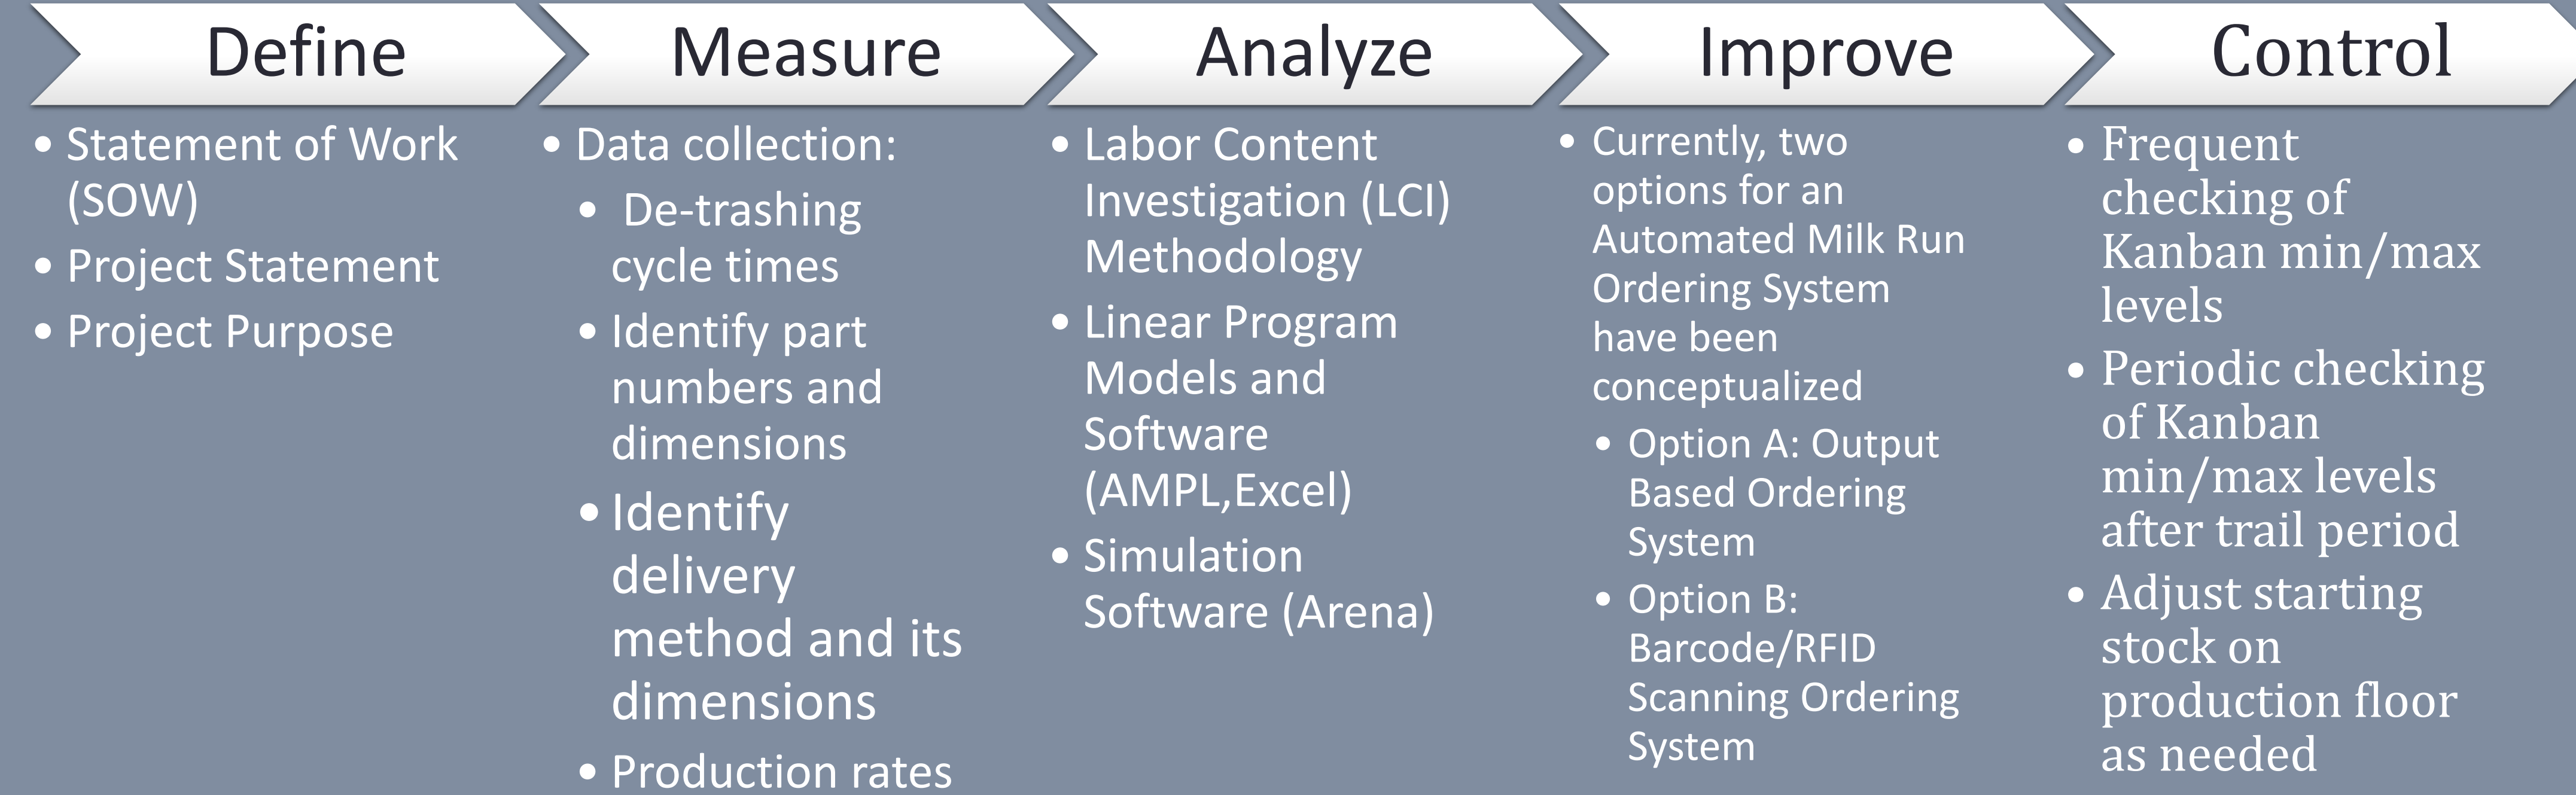 Define
• Statement of Work
(SOW)
• Project Statement
• Project Purpose
Measure
• Data collection:
• De-trashing
cycle times
• Identify part
numbers and
dimensions
• Identify
delivery
method and its
dimensions
• Production rates
Analyze
• Labor Content
Investigation (LCI)
Methodology
• Linear Program
Models and
Software
(AMPL,Excel)
• Simulation
Software (Arena)
Improve
• Currently, two
options for an
Automated Milk Run
Ordering System
have been
conceptualized
• Option A: Output
Based Ordering
System
• Option B:
Barcode/RFID
Scanning Ordering
System
Control
• Frequent
checking of
Kanban min/max
levels
• Periodic checking
of Kanban
min/max levels
after trail period
• Adjust starting
stock on
production floor
as needed